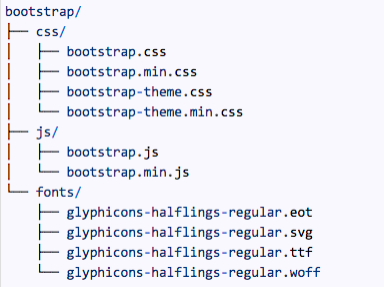 bootstrap/
├── css/
│   ├── bootstrap.css
│   ├── bootstrap.min.css
│   ├── bootstrap-theme.css
│   └── bootstrap-theme.min.css
├── js/
│   ├── bootstrap.js
│   └── bootstrap.min.js
└── fonts/
    ├── glyphicons-halflings-regular.eot
    ├── glyphicons-halflings-regular.svg
    ├── glyphicons-halflings-regular.ttf
    └── glyphicons-halflings-regular.woff